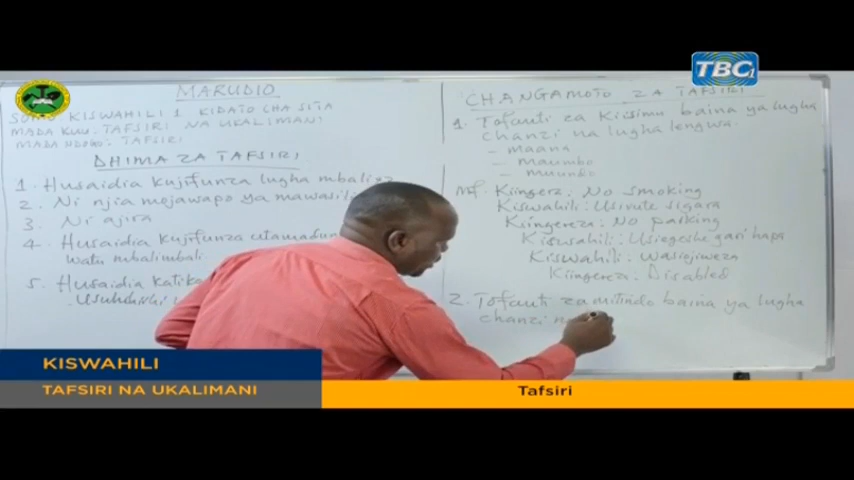 TBC1
MARUDIO
SOMO: KISWAHILI 1 KIDATO CHA SITA
MADA KUU: TAFSIRI NA UKALIMANI
MADA NDOGO: TAFSIRI
DHIMA ZA TAFSIRI
1. Husaidia kujifunza lugha mbalimb
2. Ni njia mojawapo ya mawasili
3. Ni ajira
4. Husaidia kujifunza utamadun
watu mbalimbali
5. Husaidia katika
CHANGAMOTO ZA TAFSIRI
1. Tofauti za Kiisimu baina ya lugha
chanzi na lugha lengwa.
- maana
- maumbo
- muundo
Mf. Kiingereza: No smoking
Kiswahili: Usivute sigara
Kiingereza: No parking
Kiswahili: Usiegeshe gari hapa
Kiswahili: Wasiojiweza
Kiingereza: Disabled
2. Tofauti za mitindo baina ya lugha
chanzi na
KISWAHILI
TAFSIRI NA UKALIMANI
Tafsiri